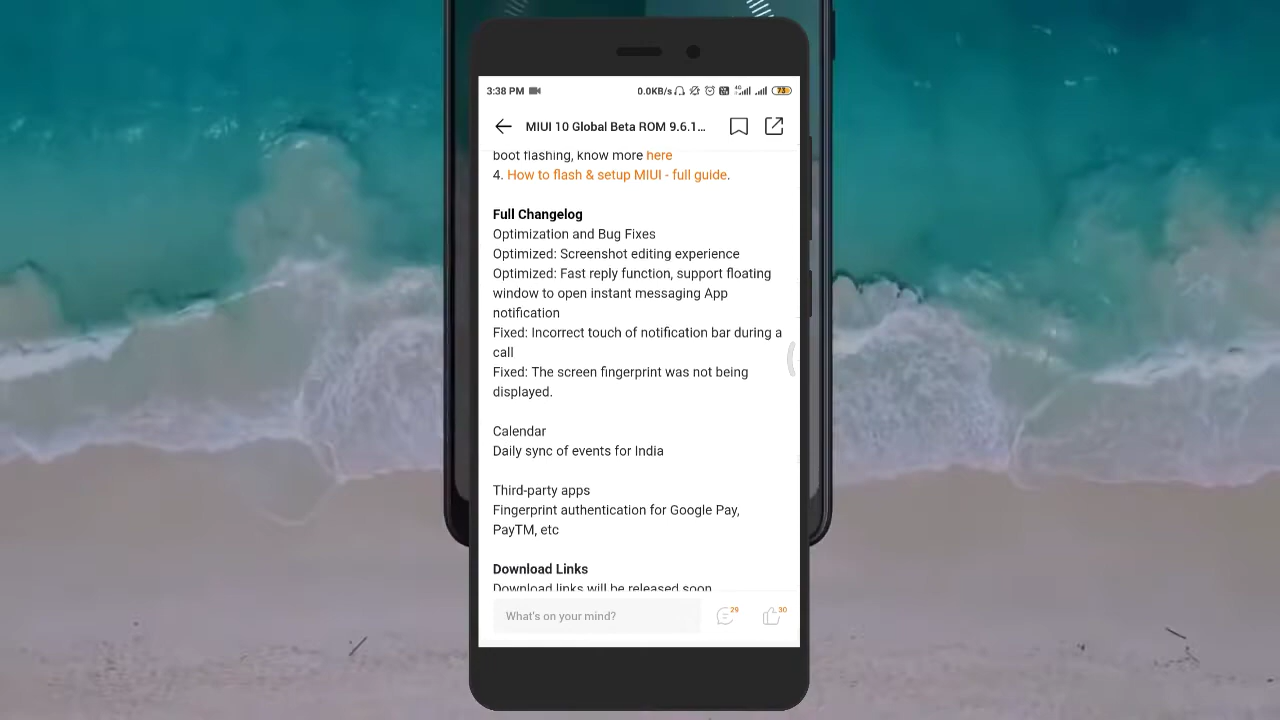 3:38 PM
0.0KB/s
4G
73
MIUI 10 Global Beta ROM 9.6.1...
boot flashing, know more here
4. How to flash & setup MIUI - full guide.
Full Changelog
Optimization and Bug Fixes
Optimized: Screenshot editing experience
Optimized: Fast reply function, support floating
window to open instant messaging App
notification
Fixed: Incorrect touch of notification bar during a
call
Fixed: The screen fingerprint was not being
displayed.
Calendar
Daily sync of events for India
Third-party apps
Fingerprint authentication for Google Pay,
PayTM, etc
Download Links
Download links will be released soon
What's on your mind?
29
30